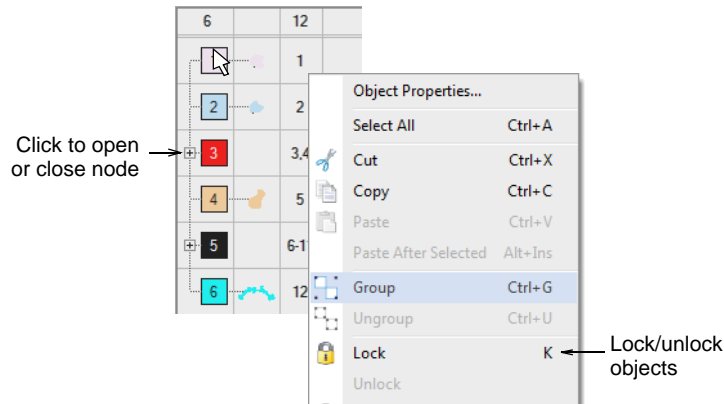 6 12
1 1
2 2
Click to open
or close node
3 3,4
4 5
5 6-1
6 12
Object Properties...
Select All Ctrl+A
Cut Ctrl+X
Copy Ctrl+C
Paste Ctrl+V
Paste After Selected Alt+Ins
Group Ctrl+G
Ungroup Ctrl+U
Lock K
Unlock
Lock/unlock
objects